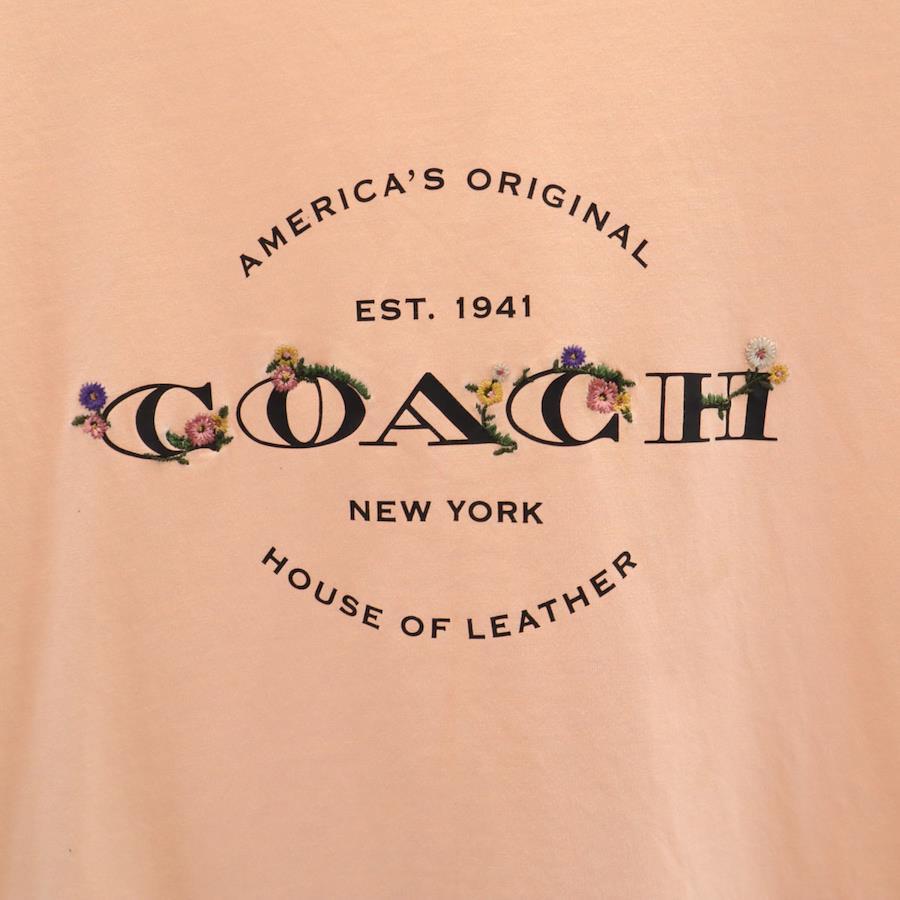 AMERICA'S ORIGINAL
EST. 1941
COACH
NEW YORK
HOUSE OF LEATHER